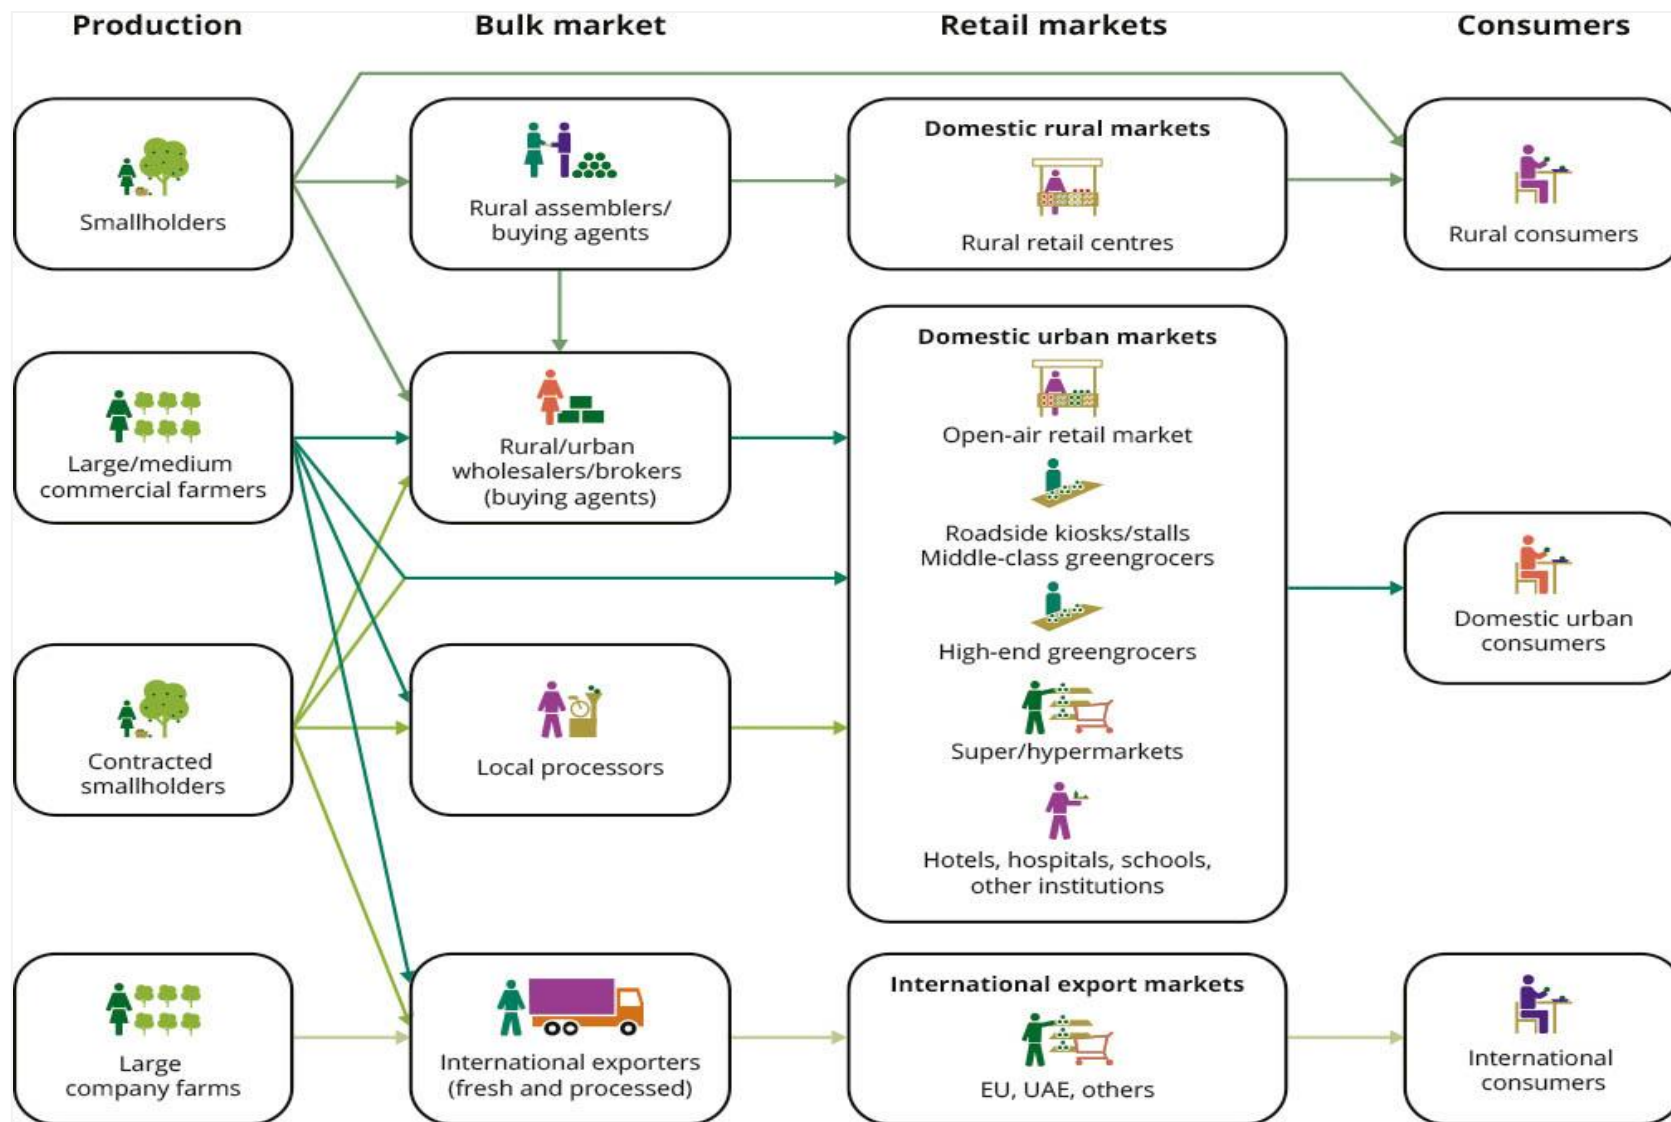 Production
Bulk market
Retail markets
Consumers
Smallholders
Rural assemblers/
buying agents
Domestic rural markets
Rural retail centres
Rural consumers
Large/medium
commercial farmers
Rural/urban
wholesalers/brokers
(buying agents)
Domestic urban markets
Open-air retail market
Roadside kiosks/stalls
Middle-class greengrocers
High-end greengrocers
Super/hypermarkets
Hotels, hospitals, schools,
other institutions
Domestic urban
consumers
Contracted
smallholders
Local processors
Large
company farms
International exporters
(fresh and processed)
International export markets
EU, UAE, others
International
consumers